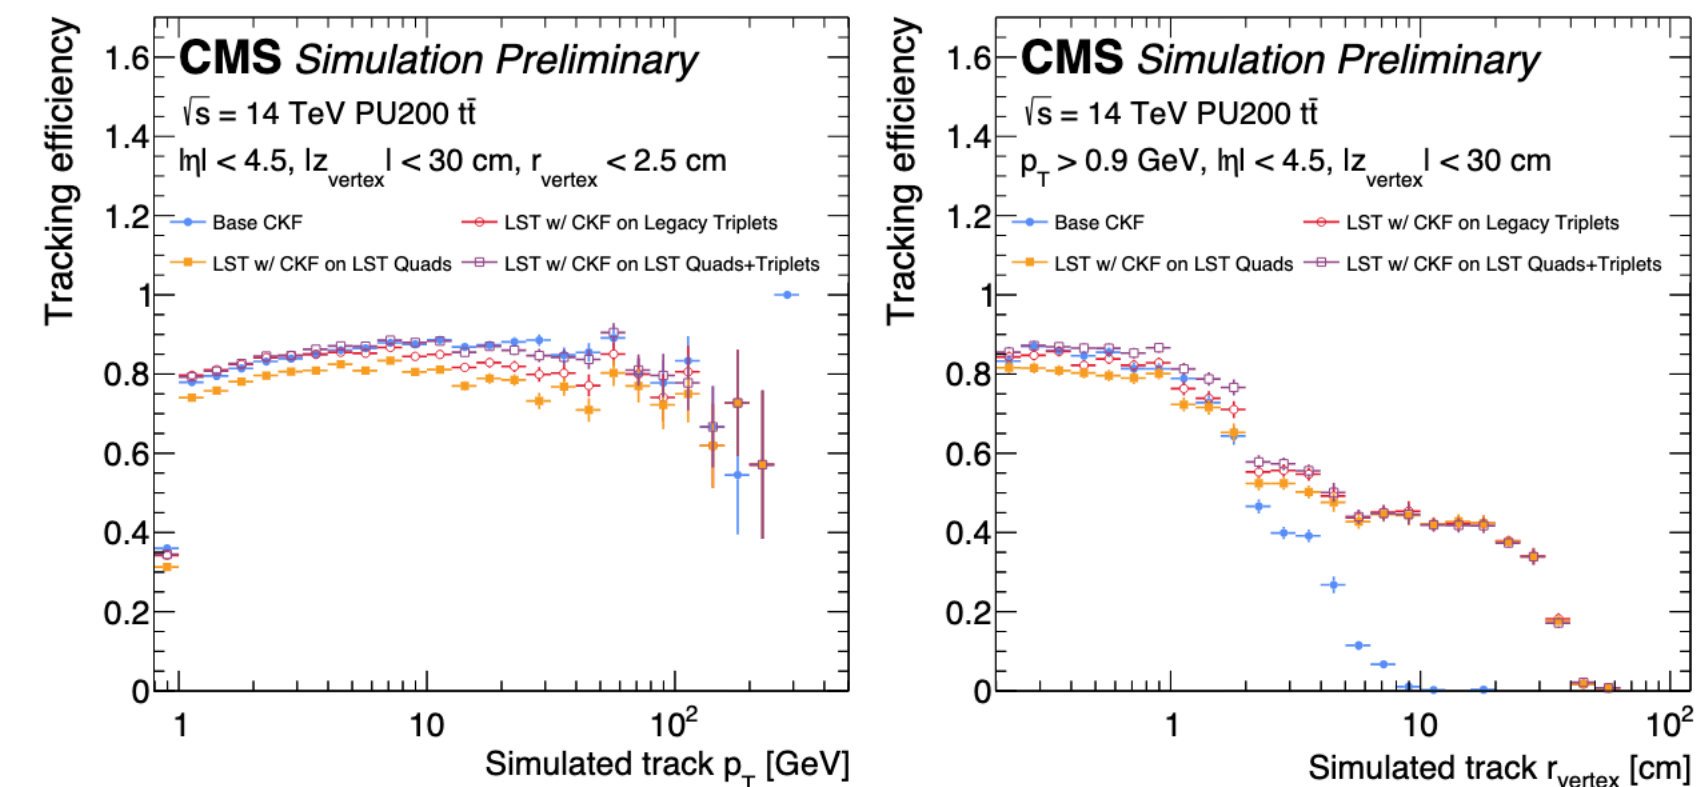 CMS Simulation Preliminary
√s = 14 TeV PU200 tt̄
|η| < 4.5, |z_vertex| < 30 cm, r_vertex < 2.5 cm
Base CKF
LST w/ CKF on Legacy Triplets
LST w/ CKF on LST Quads
LST w/ CKF on LST Quads+Triplets
Tracking efficiency
1.6
1.4
1.2
1
0.8
0.6
0.4
0.2
0
1
10
10²
Simulated track p_T [GeV]
CMS Simulation Preliminary
√s = 14 TeV PU200 tt̄
p_T > 0.9 GeV, |η| < 4.5, |z_vertex| < 30 cm
Base CKF
LST w/ CKF on Legacy Triplets
LST w/ CKF on LST Quads
LST w/ CKF on LST Quads+Triplets
Tracking efficiency
1.6
1.4
1.2
1
0.8
0.6
0.4
0.2
0
1
10
10²
Simulated track r_vertex [cm]